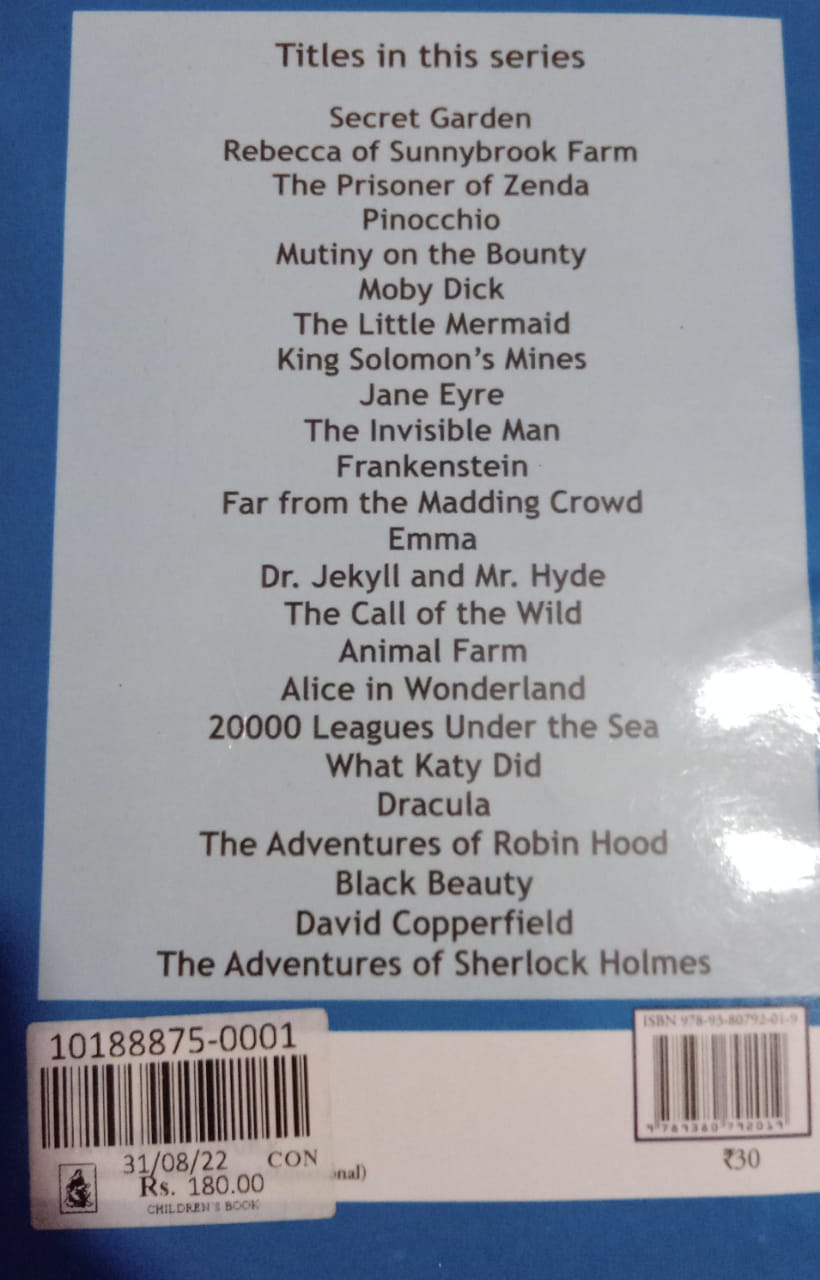 Titles in this series
Secret Garden
Rebecca of Sunnybrook Farm
The Prisoner of Zenda
Pinocchio
Mutiny on the Bounty
Moby Dick
The Little Mermaid
King Solomon's Mines
Jane Eyre
The Invisible Man
Frankenstein
Far from the Madding Crowd
Emma
Dr. Jekyll and Mr. Hyde
The Call of the Wild
Animal Farm
Alice in Wonderland
20000 Leagues Under the Sea
What Katy Did
Dracula
The Adventures of Robin Hood
Black Beauty
David Copperfield
The Adventures of Sherlock Holmes
10188875-0001
31/08/22 CON
Rs. 180.00
CHILDREN'S BOOK
nal)
ISBN 978-93-80792-01-9
9 789380 792019
₹30